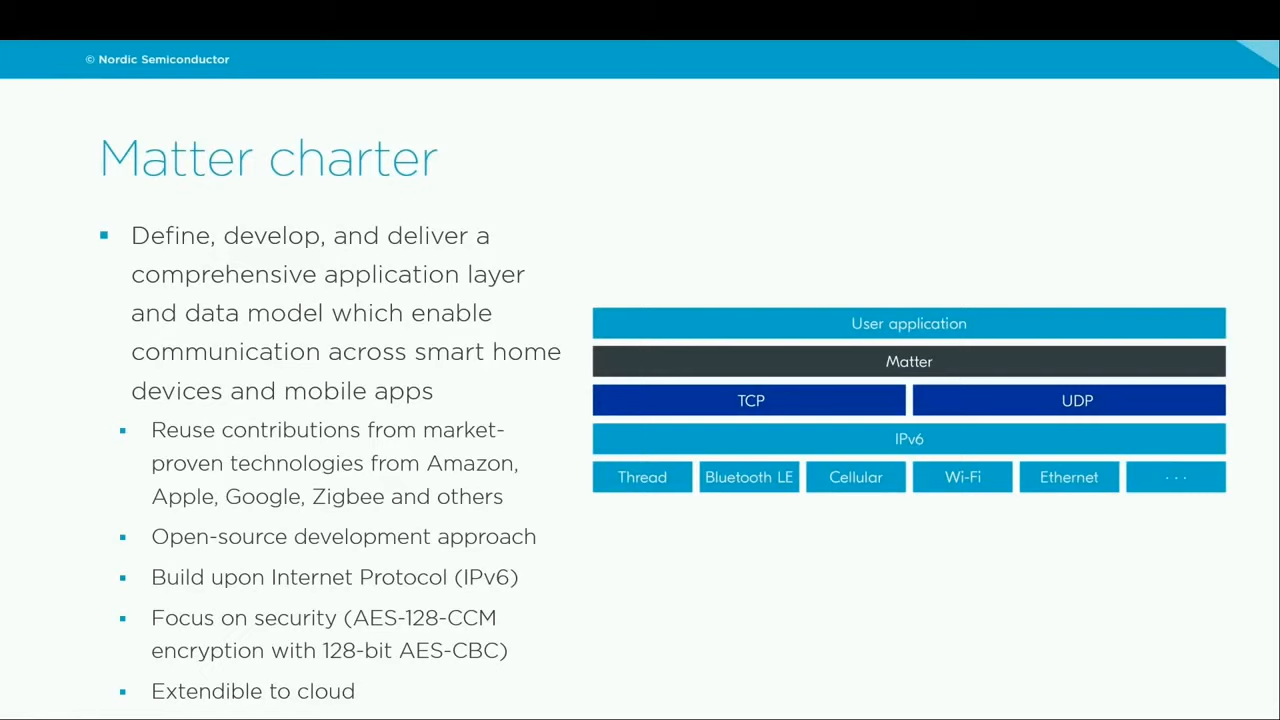 © Nordic Semiconductor
Matter charter
Define, develop, and deliver a
comprehensive application layer
and data model which enable
communication across smart home
devices and mobile apps
Reuse contributions from market-
proven technologies from Amazon,
Apple, Google, Zigbee and others
Open-source development approach
Build upon Internet Protocol (IPv6)
Focus on security (AES-128-CCM
encryption with 128-bit AES-CBC)
Extendible to cloud
User application
Matter
TCP
UDP
IPv6
Thread
Bluetooth LE
Cellular
Wi-Fi
Ethernet
...